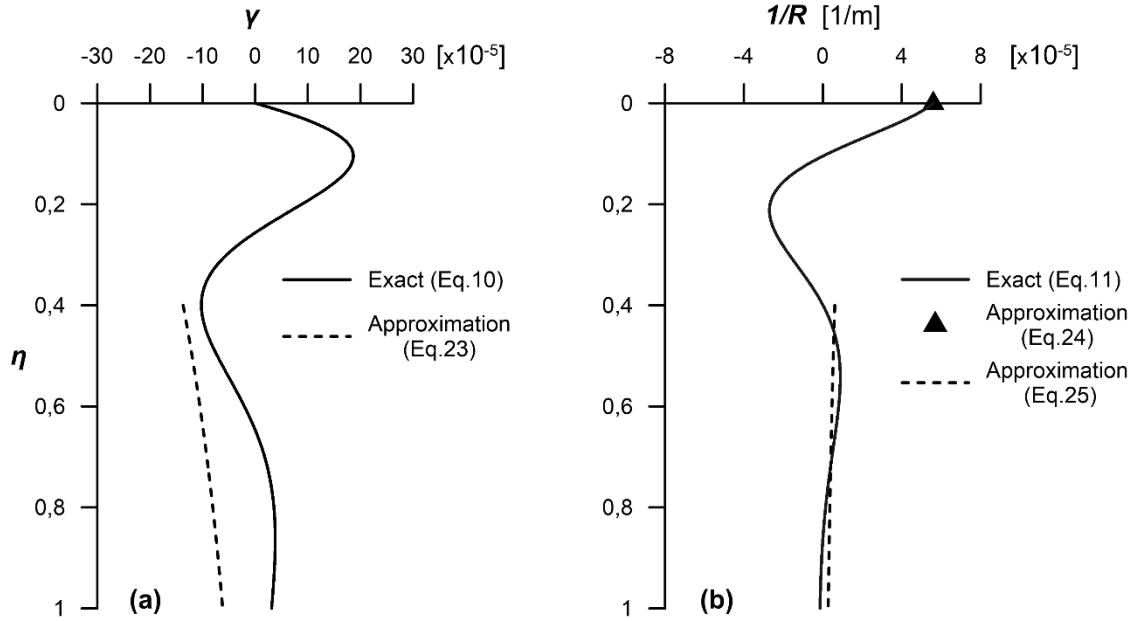 γ
-30 -20 -10 0 10 20 30 [x10⁻⁵]
0
0,2
0,4
0,6
0,8
1
η
Exact (Eq.10)
Approximation
(Eq.23)
(a)
1/R [1/m]
-8 -4 0 4 8 [x10⁻⁵]
0
0,2
0,4
0,6
0,8
1
Exact (Eq.11)
Approximation
(Eq.24)
Approximation
(Eq.25)
(b)